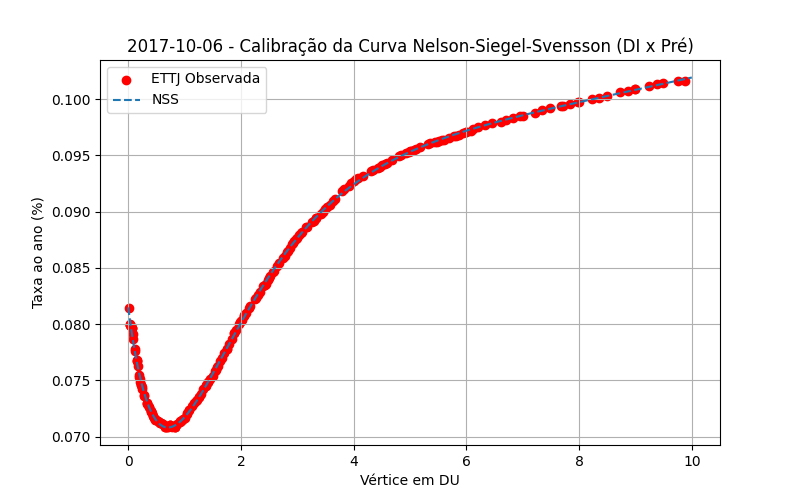 2017-10-06 - Calibração da Curva Nelson-Siegel-Svensson (DI x Pré)
ETTJ Observada
NSS
Taxa ao ano (%)
0.100
0.095
0.090
0.085
0.080
0.075
0.070
0 2 4 6 8 10
Vértice em DU